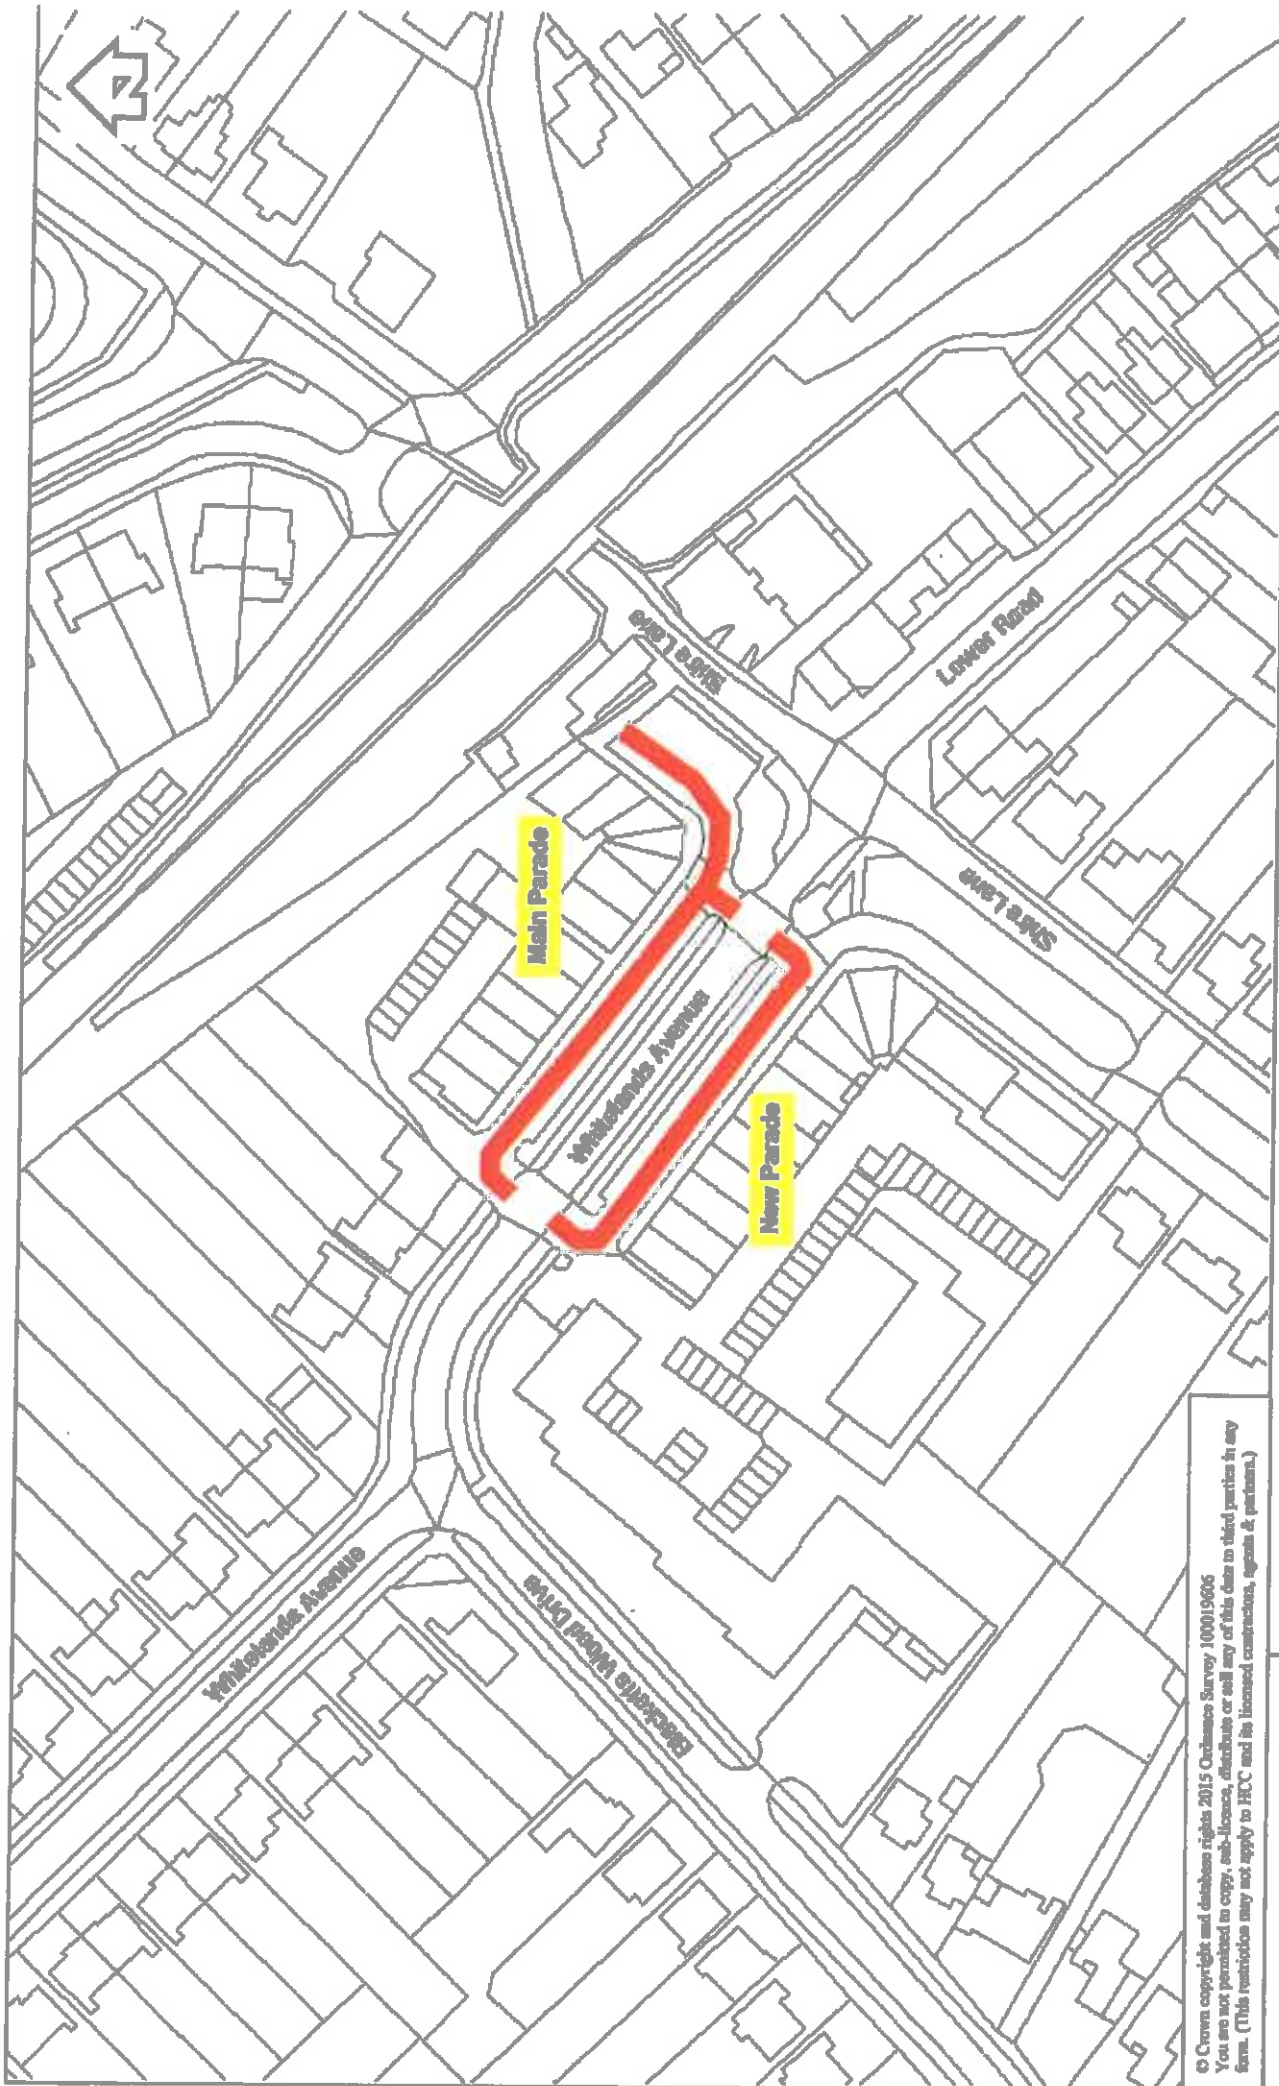 N
Shire Lane
Lower Road
Main Parade
Shire Lane
Whitelands Avenue
New Parade
Whitelands Avenue
Blacketts Wood Drive
© Crown copyright and database rights 2015 Ordnance Survey 100019606
You are not permitted to copy, sub-licence, distribute or sell any of this data to third parties in any
form. (This restriction may not apply to HCC and its licensed contractors, agents & partners.)